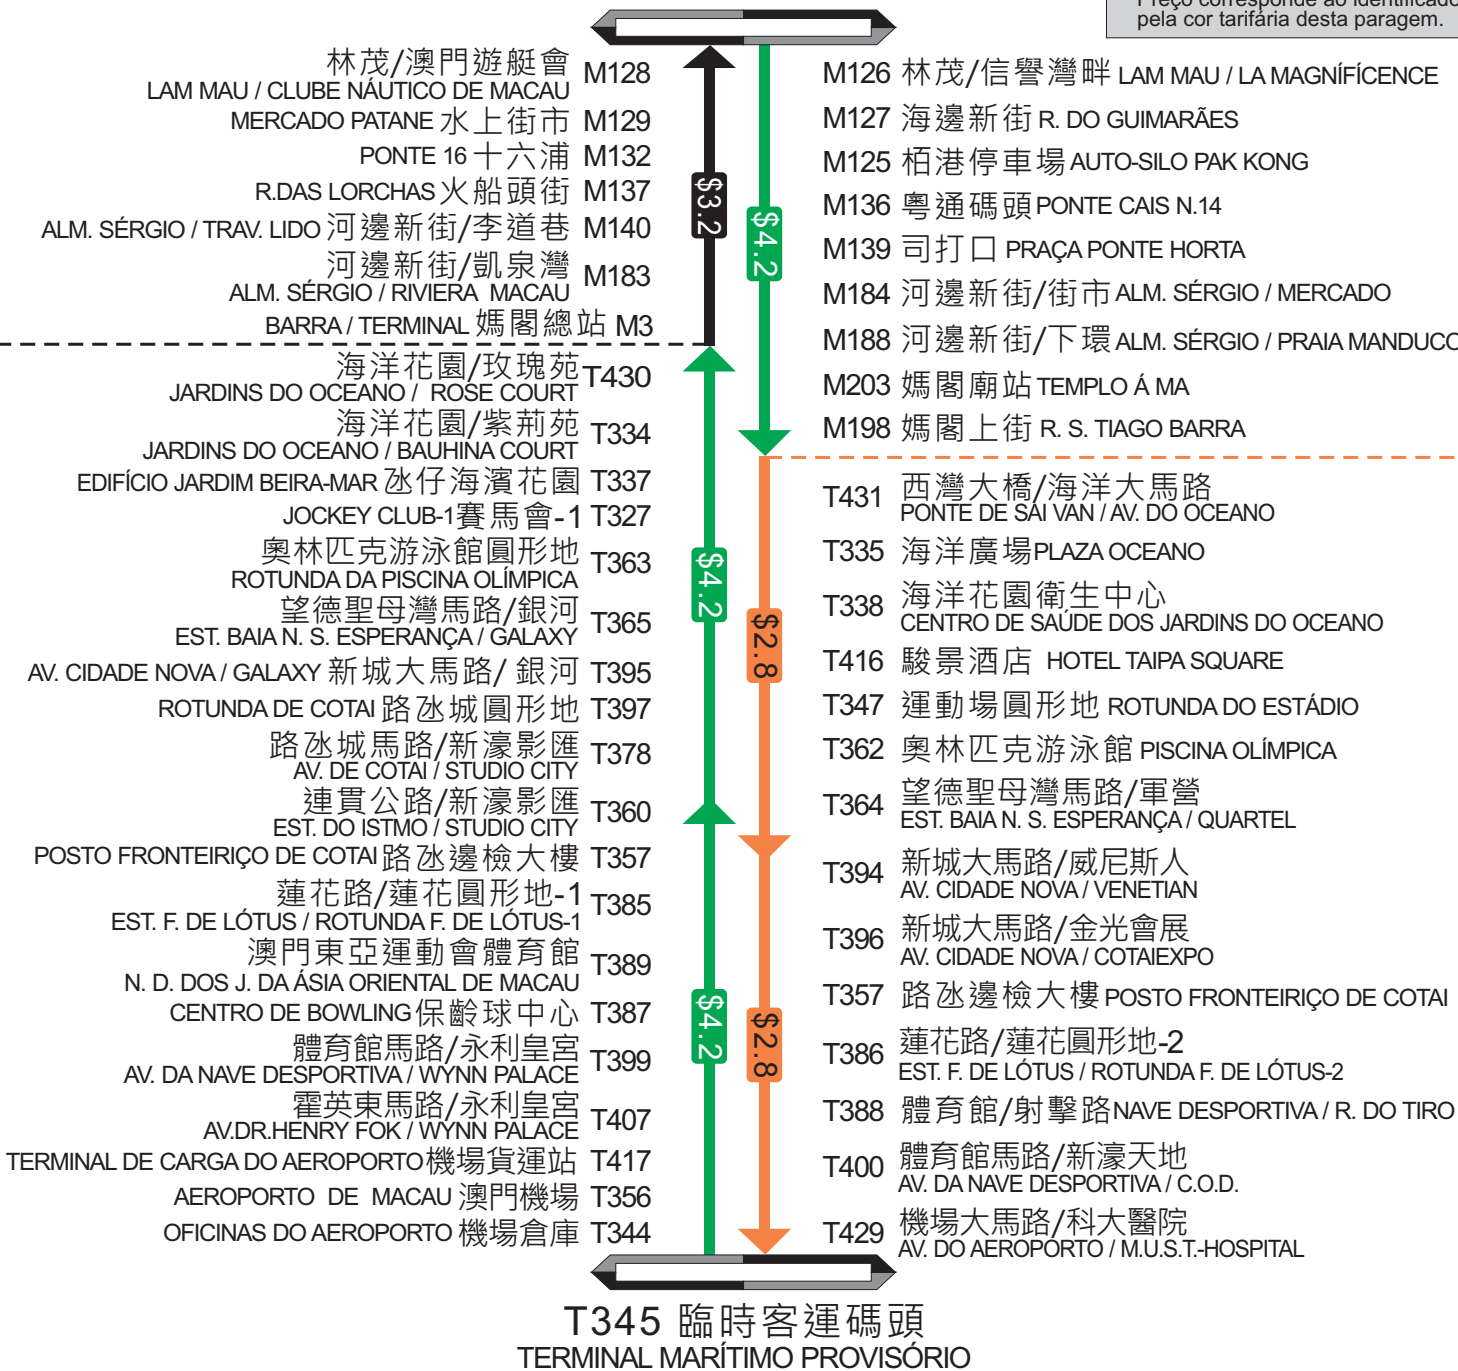 Preço corresponde ao identificado
pela cor tarifária desta paragem.
林茂/澳門遊艇會 M128
LAM MAU / CLUBE NÁUTICO DE MACAU
MERCADO PATANE 水上街市 M129
PONTE 16 十六浦 M132
R.DAS LORCHAS 火船頭街 M137
ALM. SÉRGIO / TRAV. LIDO 河邊新街/李道巷 M140
河邊新街/凱泉灣 M183
ALM. SÉRGIO / RIVIERA MACAU
BARRA / TERMINAL 媽閣總站 M3
海洋花園/玫瑰苑 T430
JARDINS DO OCEANO / ROSE COURT
海洋花園/紫荊苑 T334
JARDINS DO OCEANO / BAUHINA COURT
EDIFÍCIO JARDIM BEIRA-MAR 氹仔海濱花園 T337
JOCKEY CLUB-1 賽馬會-1 T327
奧林匹克游泳館圓形地 T363
ROTUNDA DA PISCINA OLÍMPICA
望德聖母灣馬路/銀河 T365
EST. BAIA N. S. ESPERANÇA / GALAXY
AV. CIDADE NOVA / GALAXY 新城大馬路/ 銀河 T395
ROTUNDA DE COTAI 路氹城圓形地 T397
路氹城馬路/新濠影匯 T378
AV. DE COTAI / STUDIO CITY
連貫公路/新濠影匯 T360
EST. DO ISTMO / STUDIO CITY
POSTO FRONTEIRIÇO DE COTAI 路氹邊檢大樓 T357
蓮花路/蓮花圓形地-1 T385
EST. F. DE LÓTUS / ROTUNDA F. DE LÓTUS-1
澳門東亞運動會體育館 T389
N. D. DOS J. DA ÁSIA ORIENTAL DE MACAU
CENTRO DE BOWLING 保齡球中心 T387
體育館馬路/永利皇宮 T399
AV. DA NAVE DESPORTIVA / WYNN PALACE
霍英東馬路/永利皇宮 T407
AV.DR.HENRY FOK / WYNN PALACE
TERMINAL DE CARGA DO AEROPORTO 機場貨運站 T417
AEROPORTO DE MACAU 澳門機場 T356
OFICINAS DO AEROPORTO 機場倉庫 T344
$3.2
$4.2
$4.2
$4.2
$2.8
$2.8
M126 林茂/信譽灣畔 LAM MAU / LA MAGNÍFÍCENCE
M127 海邊新街 R. DO GUIMARÃES
M125 栢港停車場 AUTO-SILO PAK KONG
M136 粵通碼頭 PONTE CAIS N.14
M139 司打口 PRAÇA PONTE HORTA
M184 河邊新街/街市 ALM. SÉRGIO / MERCADO
M188 河邊新街/下環 ALM. SÉRGIO / PRAIA MANDUCO
M203 媽閣廟站 TEMPLO Á MA
M198 媽閣上街 R. S. TIAGO BARRA
T431 西灣大橋/海洋大馬路
PONTE DE SAI VAN / AV. DO OCEANO
T335 海洋廣場 PLAZA OCEANO
T338 海洋花園衛生中心
CENTRO DE SAÚDE DOS JARDINS DO OCEANO
T416 駿景酒店 HOTEL TAIPA SQUARE
T347 運動場圓形地 ROTUNDA DO ESTÁDIO
T362 奧林匹克游泳館 PISCINA OLÍMPICA
T364 望德聖母灣馬路/軍營
EST. BAIA N. S. ESPERANÇA / QUARTEL
T394 新城大馬路/威尼斯人
AV. CIDADE NOVA / VENETIAN
T396 新城大馬路/金光會展
AV. CIDADE NOVA / COTAIEXPO
T357 路氹邊檢大樓 POSTO FRONTEIRIÇO DE COTAI
T386 蓮花路/蓮花圓形地-2
EST. F. DE LÓTUS / ROTUNDA F. DE LÓTUS-2
T388 體育館/射擊路 NAVE DESPORTIVA / R. DO TIRO
T400 體育館馬路/新濠天地
AV. DA NAVE DESPORTIVA / C.O.D.
T429 機場大馬路/科大醫院
AV. DO AEROPORTO / M.U.S.T.-HOSPITAL
T345 臨時客運碼頭
TERMINAL MARÍTIMO PROVISÓRIO